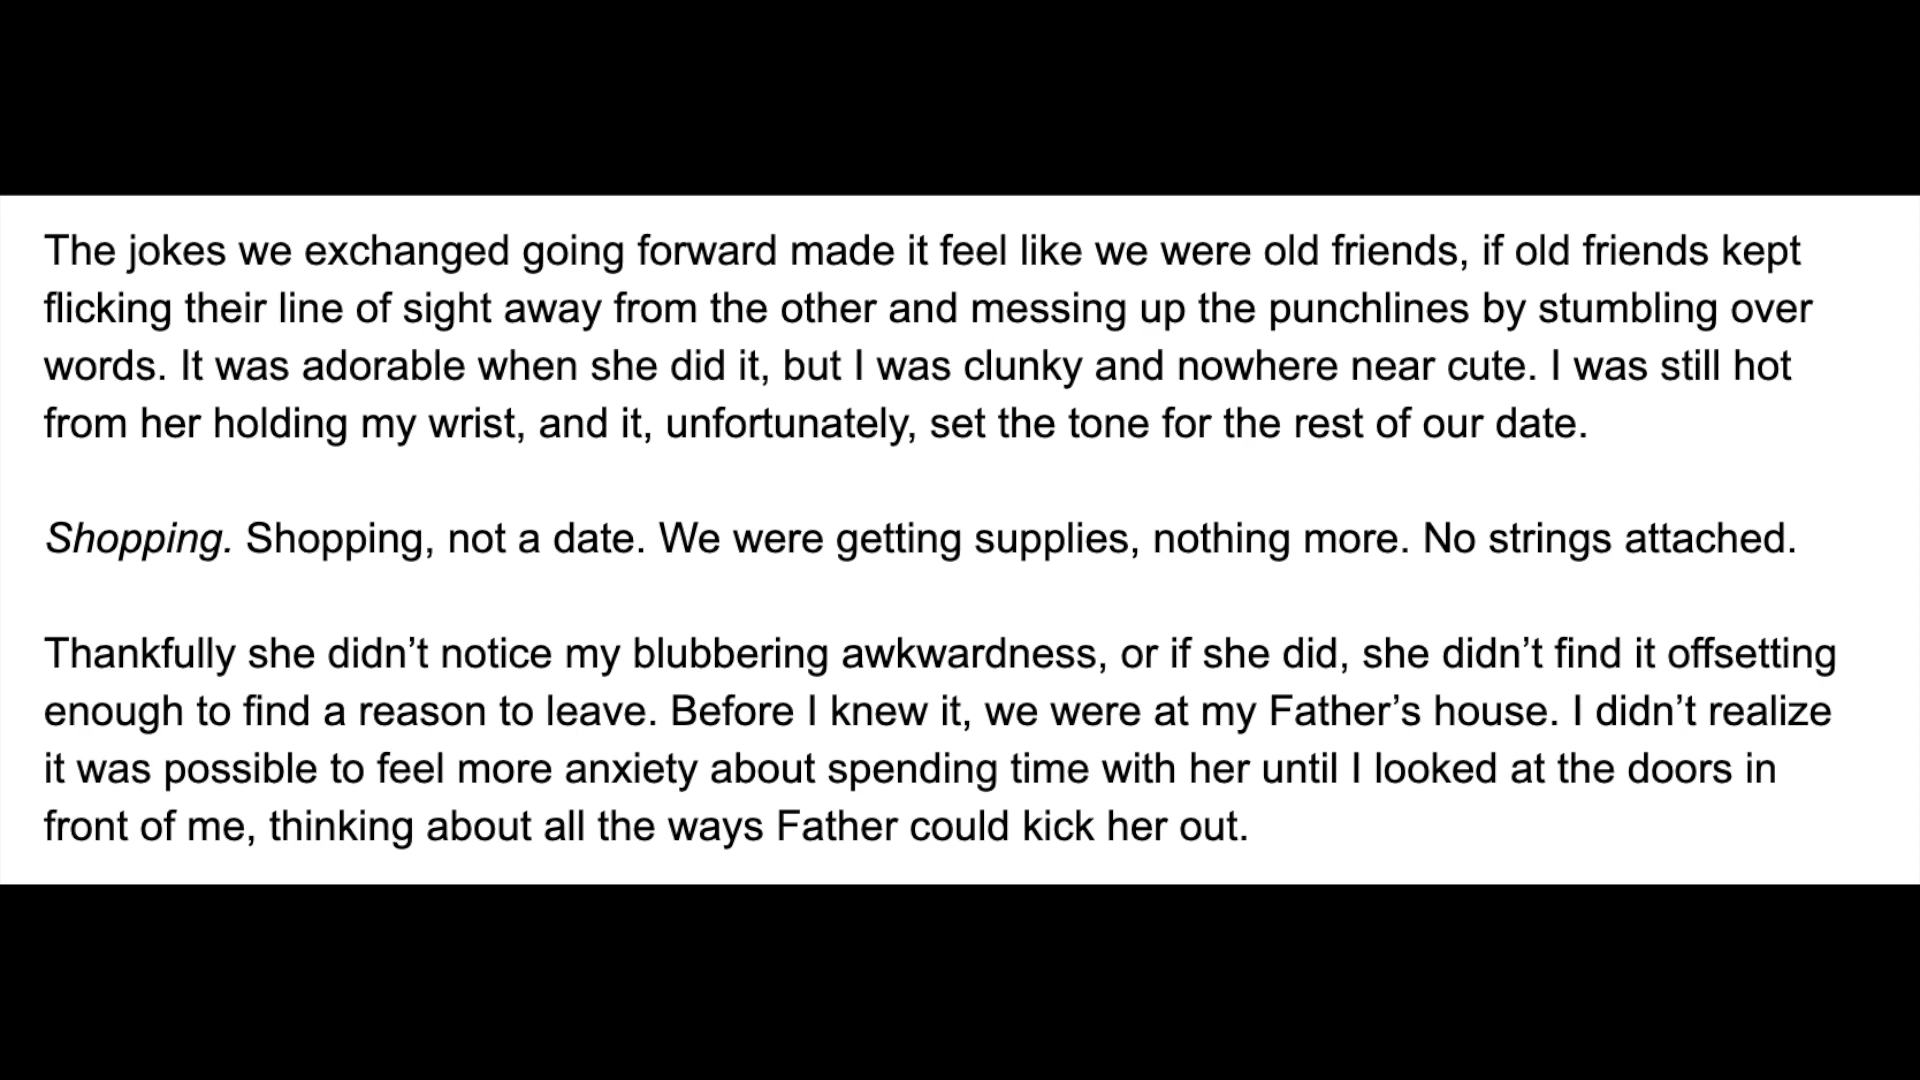 The jokes we exchanged going forward made it feel like we were old friends, if old friends kept
flicking their line of sight away from the other and messing up the punchlines by stumbling over
words. It was adorable when she did it, but I was clunky and nowhere near cute. I was still hot
from her holding my wrist, and it, unfortunately, set the tone for the rest of our date.
Shopping. Shopping, not a date. We were getting supplies, nothing more. No strings attached.
Thankfully she didn’t notice my blubbering awkwardness, or if she did, she didn’t find it offsetting
enough to find a reason to leave. Before I knew it, we were at my Father’s house. I didn’t realize
it was possible to feel more anxiety about spending time with her until I looked at the doors in
front of me, thinking about all the ways Father could kick her out.